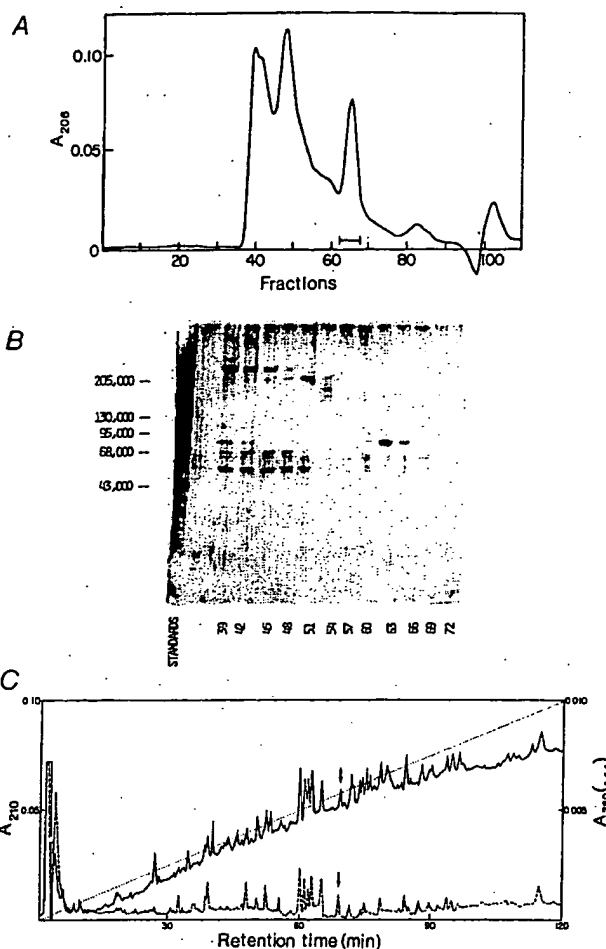 A
0.10
0.05
0
A206
20 40 60 80 100
Fractions
B
205,000
130,000
95,000
68,000
43,000
STANDARDS 39 42 45 48 51 54 57 60 63 66 69 72
C
0.10 0.010
0.05 0.005
A210
30 60 90 120
Retention time (min)